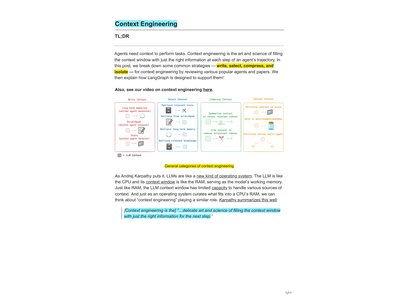 Context Engineering
TL;DR
Agents need context to perform tasks. Context engineering is the art and science of filling
the context window with just the right information at each step of an agent's trajectory. In
this post, we break down some common strategies — write, select, compress, and
isolate — for context engineering by reviewing various popular agents and papers. We
then explain how LangGraph is designed to support them!
Also, see our video on context engineering here.
Write Context
Select Context
Compress Context
Isolate Context
General categories of context engineering
As Andrej Karpathy puts it, LLMs are like a new kind of operating system. The LLM is like
the CPU and its context window is like the RAM, serving as the model's working memory.
Just like RAM, the LLM context window has limited capacity to handle various sources of
context. And just as an operating system curates what fits into a CPU's RAM, we can
think about "context engineering" playing a similar role. Karpathy summarizes this well:
[Context engineering is the] "…delicate art and science of filling the context window
with just the right information for the next step."